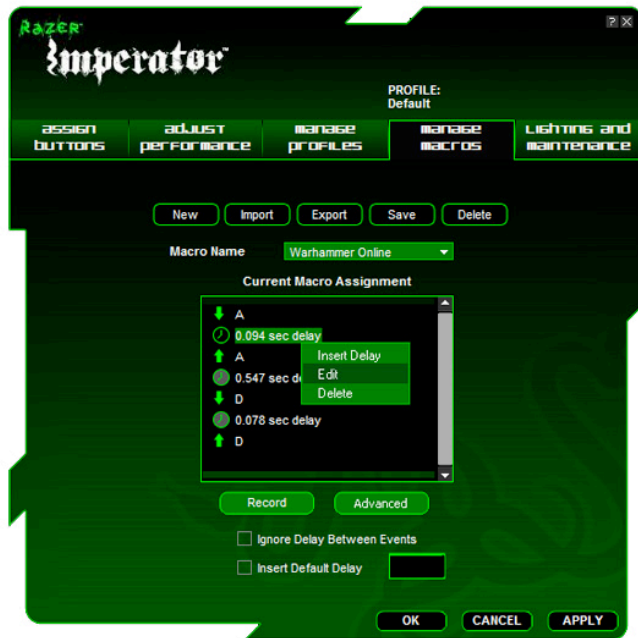 RAZER™
Imperator™
? X
PROFILE:
Default
assign buttons
adjust performance
manage profiles
manage macros
Lighting and maintenance
New Import Export Save Delete
Macro Name Warhammer Online
Current Macro Assignment
A
0.094 sec delay
Insert Delay
A
Edit
0.547 sec de
Delete
D
0.078 sec delay
D
Record Advanced
Ignore Delay Between Events
Insert Default Delay
OK CANCEL APPLY